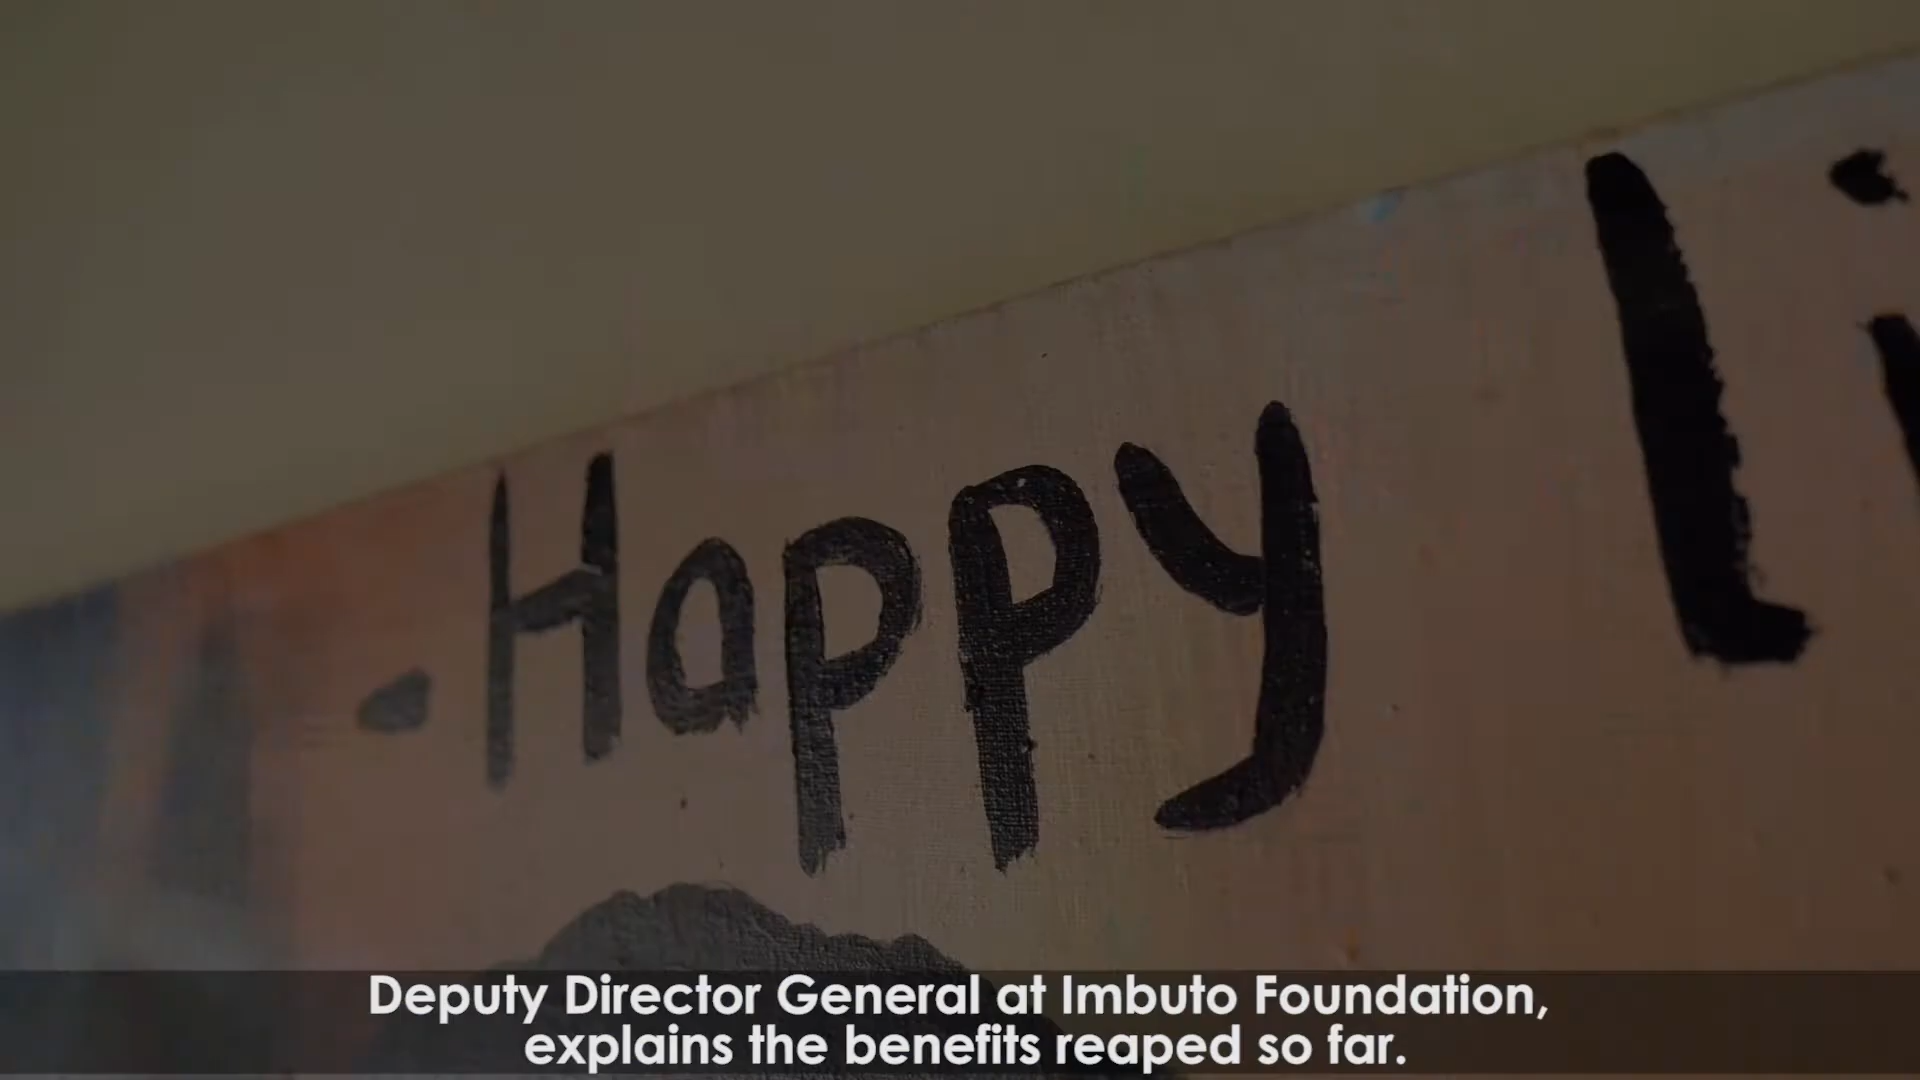 Happy
Deputy Director General at Imbuto Foundation,
explains the benefits reaped so far.